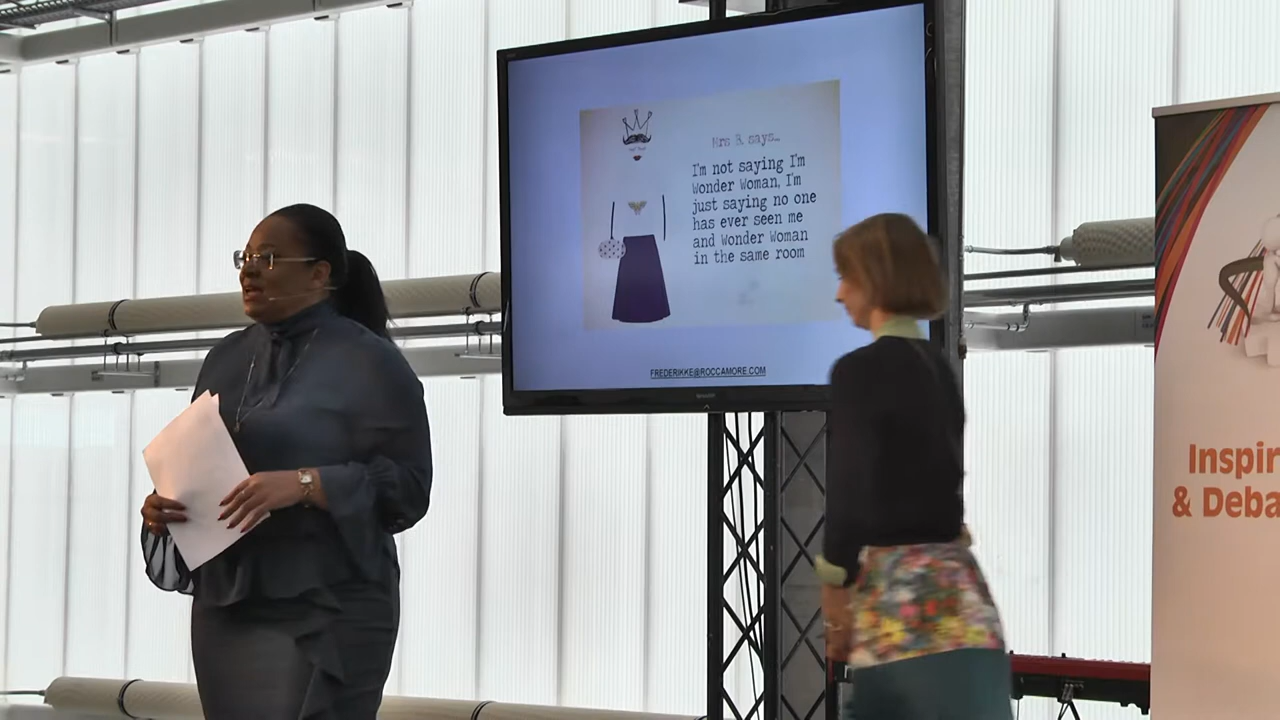 Mrs B. says...
I'm not saying I'm
Wonder Woman, I'm
just saying no one
has ever seen me
and Wonder Woman
in the same room
FREDERIKKE@ROCCAMORE.COM
SHARP
Inspir
& Deba